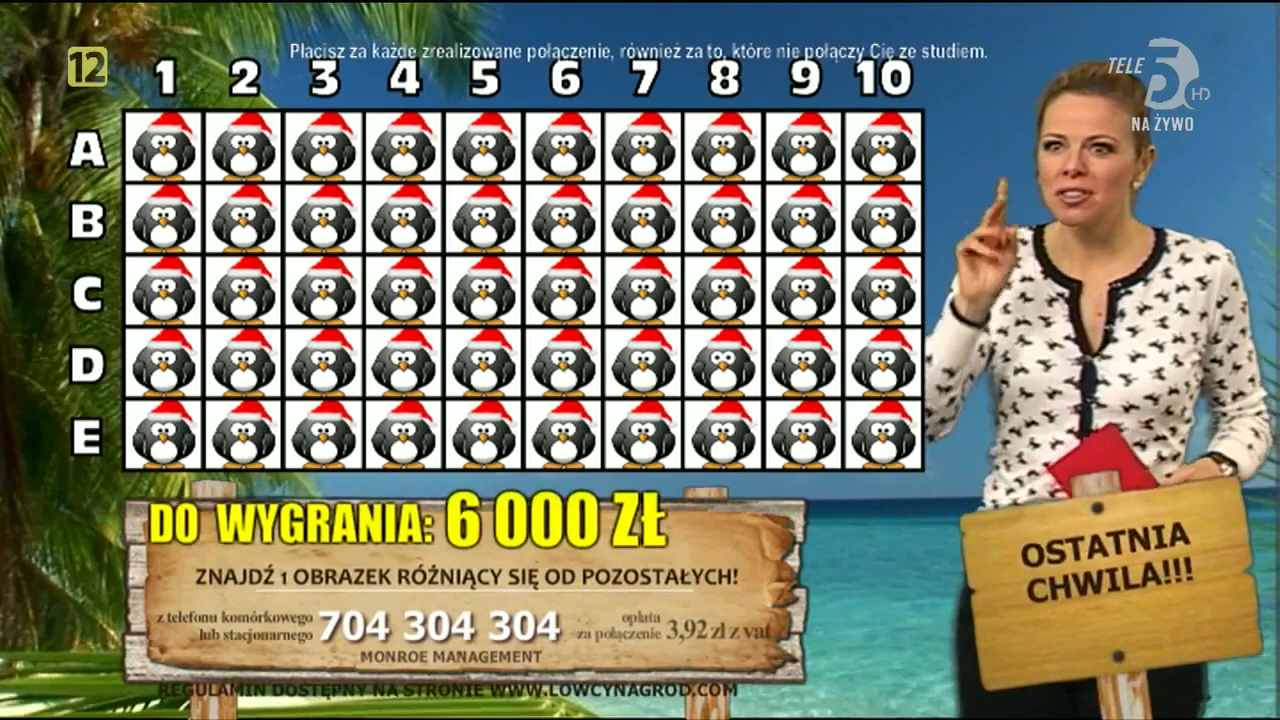 Płacisz za każde zrealizowane połączenie, również za to, które nie połączy Cię ze studiem.
12
TELE 5 HD
NA ŻYWO
1 2 3 4 5 6 7 8 9 10
A
B
C
D
E
DO WYGRANIA: 6 000 ZŁ
ZNAJDŹ 1 OBRAZEK RÓŻNIĄCY SIĘ OD POZOSTAŁYCH!
z telefonu komórkowego
lub stacjonarnego
704 304 304
opłata
za połączenie 3,92 zł z vat
MONROE MANAGEMENT
REGULAMIN DOSTĘPNY NA STRONIE WWW.LOWCYNAGROD.COM
OSTATNIA
CHWILA!!!